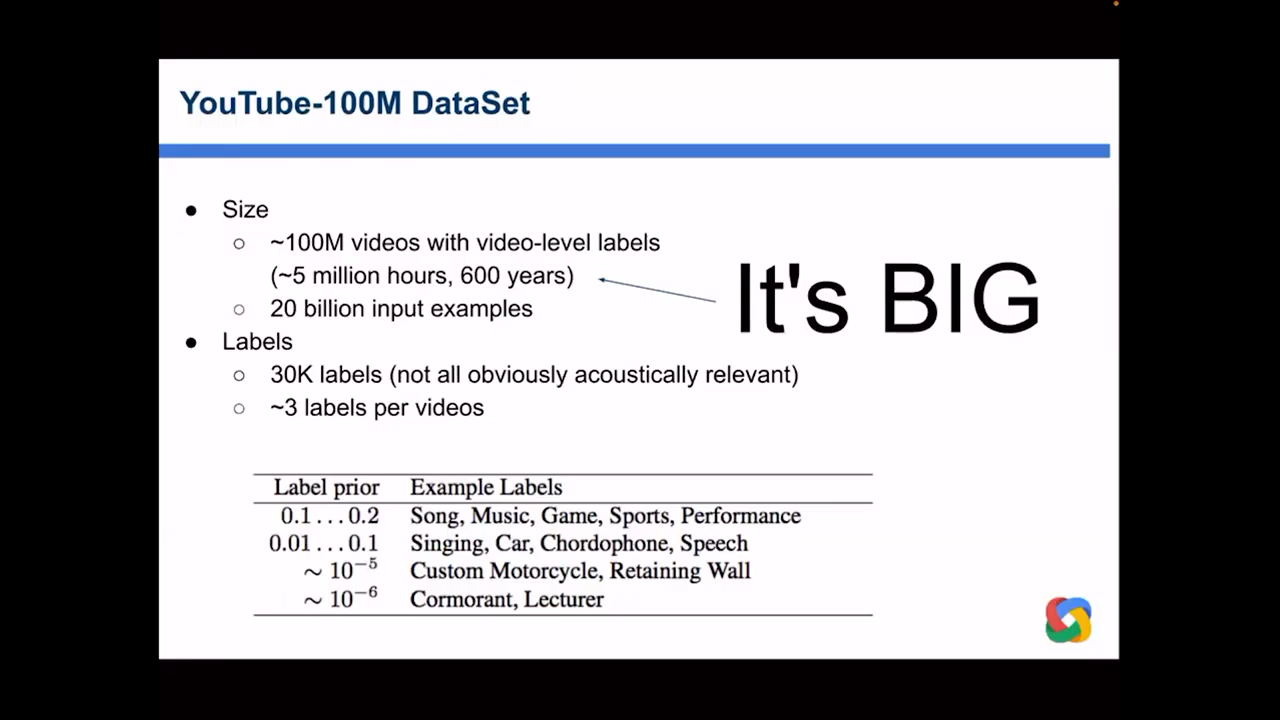 YouTube-100M DataSet
● Size
○ ~100M videos with video-level labels
(~5 million hours, 600 years)
It's BIG
○ 20 billion input examples
● Labels
○ 30K labels (not all obviously acoustically relevant)
○ ~3 labels per videos
Label prior Example Labels
0.1 . . . 0.2 Song, Music, Game, Sports, Performance
0.01 . . . 0.1 Singing, Car, Chordophone, Speech
∼ 10⁻⁵ Custom Motorcycle, Retaining Wall
∼ 10⁻⁶ Cormorant, Lecturer